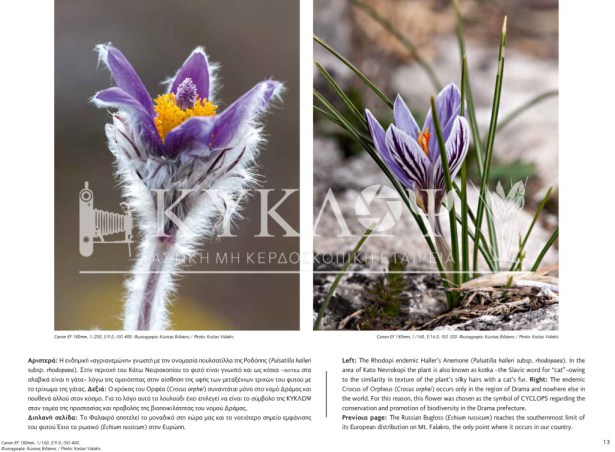 ΚΥΚΛΩΨ
ΑΣΤΙΚΗ ΜΗ ΚΕΡΔΟΣΚΟΠΙΚΗ ΕΤΑΙΡΕΙΑ
Canon EF 180mm, 1/250, f/9.0, ISO 400. Φωτογραφία: Κώστας Βιδάκης / Photo: Kostas Vidakis
Canon EF 180mm, 1/160, f/16.0, ISO 320. Φωτογραφία: Κώστας Βιδάκης / Photo: Kostas Vidakis
Αριστερά: Η ενδημική «αγριανεμώνη» γνωστή με την ονομασία πουλσατίλλα της Ροδόπης (Pulsatilla halleri
subsp. rhodopaea). Στην περιοχή του Κάτω Νευροκοπίου το φυτό είναι γνωστό και ως κότκα –κοτκα στα
σλαβικά είναι η γάτα– λόγω της ομοιότητας στην αίσθηση της αφής των μεταξένιων τριχών του φυτού με
το τρίχωμα της γάτας. Δεξιά: Ο κρόκος του Ορφέα (Crocus orphei) συναντάται μόνο στο νομό Δράμας και
πουθενά αλλού στον κόσμο. Για το λόγο αυτό το λουλούδι έχει επιλεγεί να είναι το σύμβολο της ΚΥΚΛΩΨ
στον τομέα της προστασίας και προβολής της βιοποικιλότητας του νομού Δράμας.
Διπλανή σελίδα: Το Φαλακρό αποτελεί το μοναδικό στη χώρα μας και το νοτιότερο σημείο εμφάνισης
του φυτού Έχιο το ρωσικό (Echium russicum) στην Ευρώπη.
Left: The Rhodopi endemic Haller's Anemone (Pulsatilla halleri subsp. rhodopaea). In the
area of Kato Nevrokopi the plant is also known as kotka –the Slavic word for "cat"–owing
to the similarity in texture of the plant's silky hairs with a cat's fur. Right: The endemic
Crocus of Orpheus (Crocus orphei) occurs only in the region of Drama and nowhere else in
the world. For this reason, this flower was chosen as the symbol of CYCLOPS regarding the
conservation and promotion of biodiversity in the Drama prefecture.
Previous page: The Russian Bugloss (Echium russicum) reaches the southernmost limit of
its European distribution on Mt. Falakro, the only point where it occurs in our country.
Canon EF 180mm, 1/160, f/9.0, ISO 400.
Φωτογραφία: Κώστας Βιδάκης / Photo: Kostas Vidakis
13